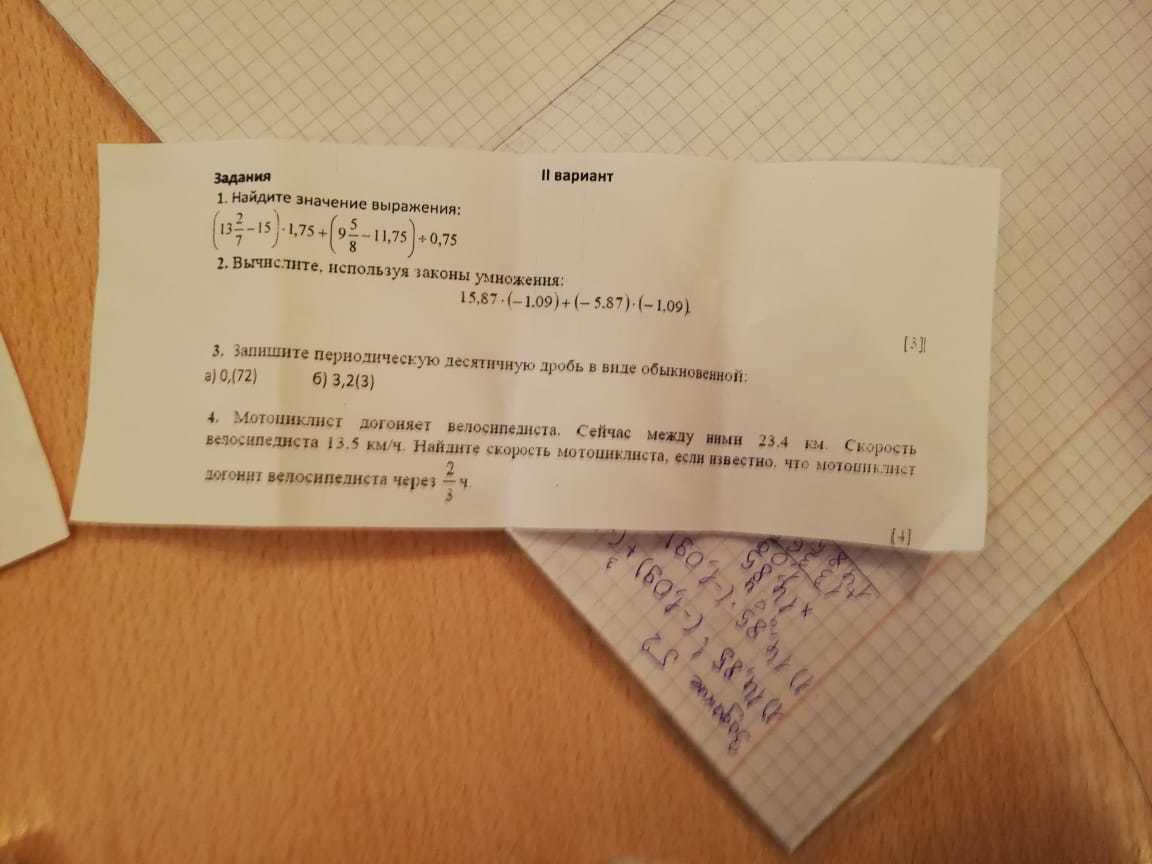 Задания
II вариант
1. Найдите значение выражения:
(13 2/7 − 15) · 1,75 + (9 5/8 − 11,75) ÷ 0,75
2. Вычислите, используя законы умножения:
15,87 · (−1.09) + (− 5.87) · (−1,09).
[3]
3. Запишите периодическую десятичную дробь в виде обыкновенной:
а) 0,(72) б) 3,2(3)
4. Мотоциклист догоняет велосипедиста. Сейчас между ними 23.4 км. Скорость
велосипедиста 13.5 км/ч. Найдите скорость мотоциклиста, если известно, что мотоциклист
догонит велосипедиста через 2/3 ч.
[4]
Задание 52